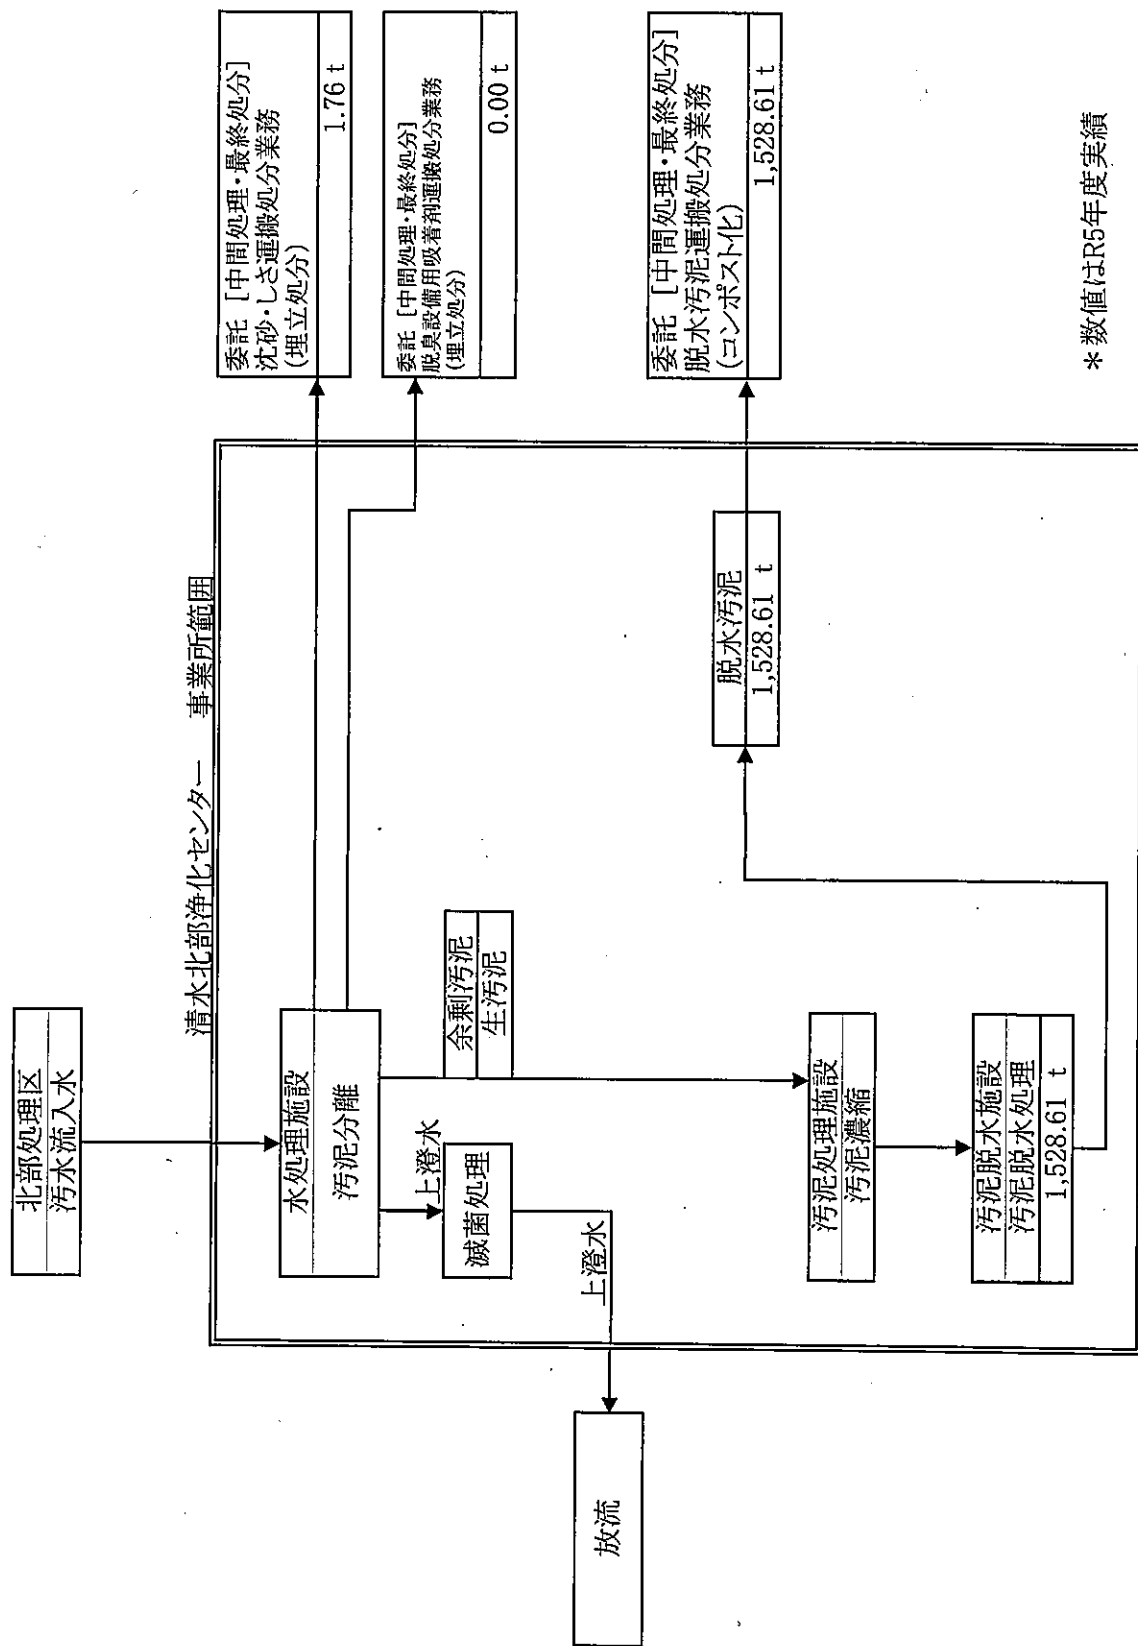 北部処理区
汚水流入水
清水北部浄化センター　事業所範囲
水処理施設
汚泥分離
上澄水
滅菌処理
上澄水
放流
余剰汚泥
生汚泥
汚泥処理施設
汚泥濃縮
汚泥脱水施設
汚泥脱水処理
1,528.61 t
脱水汚泥
1,528.61 t
委託 [中間処理・最終処分]
沈砂・しさ運搬処分業務
(埋立処分)
1.76 t
委託 [中間処理・最終処分]
脱臭設備用吸着剤運搬処分業務
(埋立処分)
0.00 t
委託 [中間処理・最終処分]
脱水汚泥運搬処分業務
(コンポスト化)
1,528.61 t
＊数値はR5年度実績